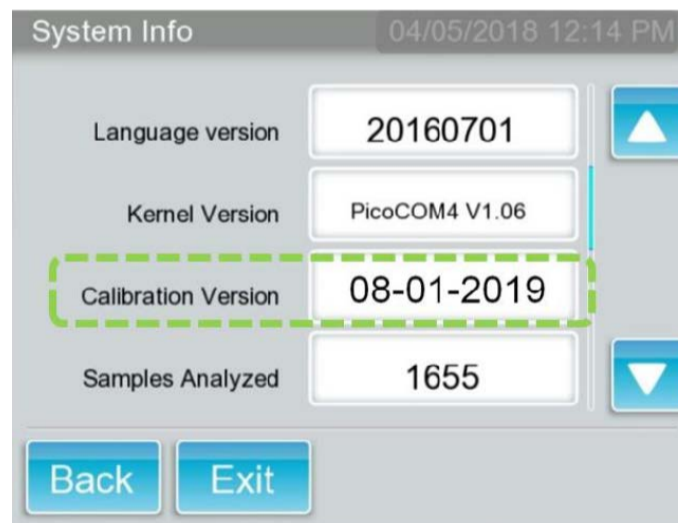 System Info 04/05/2018 12:14 PM
Language version 20160701
Kernel Version PicoCOM4 V1.06
Calibration Version 08-01-2019
Samples Analyzed 1655
Back Exit